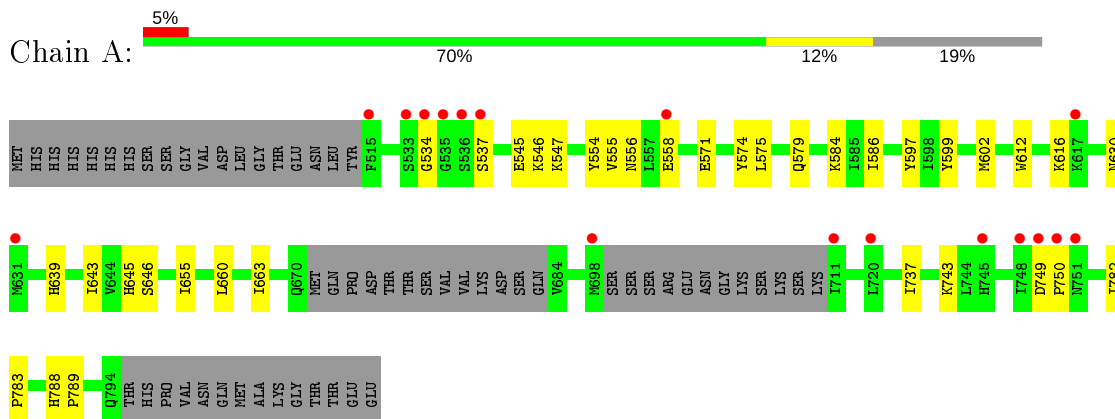 5%
Chain A:
70% 12% 19%
MET HIS HIS HIS HIS HIS HIS SER SER GLY VAL ASP LEU GLY THR GLU ASN LEU TYR F515 S533 G534 G535 S536 S537 E545 K546 K547 Y554 V555 N556 L557 E558 E571 Y574 L575 Q579 K584 I585 I586 Y597 I598 Y599 M602 W612 K616 K617 N630
M631 H639 I643 V644 H645 S646 I655 L660 I663 Q670 MET GLN PRO ASP THR THR SER VAL VAL LYS ASP SER GLN V684 M698 SER SER SER ARG GLU ASN GLY LYS SER LYS SER LYS I711 L720 I737 K743 L744 H745 I748 D749 P750 N751 I782
P783 H788 P789 Q794 THR HIS PRO VAL ASN GLN MET ALA LYS GLY THR THR GLU GLU